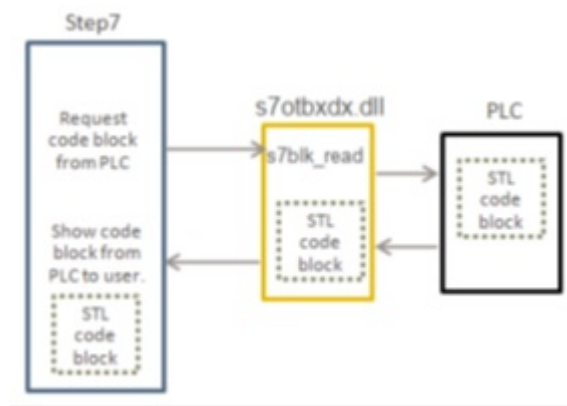 Step7
Request
code block
from PLC
Show code
block from
PLC to user.
STL
code
block
s7otbxdx.dll
s7blk_read
STL
code
block
PLC
STL
code
block